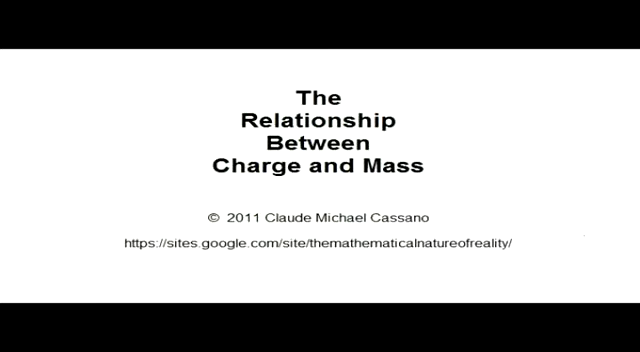 The
Relationship
Between
Charge and Mass
© 2011 Claude Michael Cassano
https://sites.google.com/site/themathematicalnatureofreality/